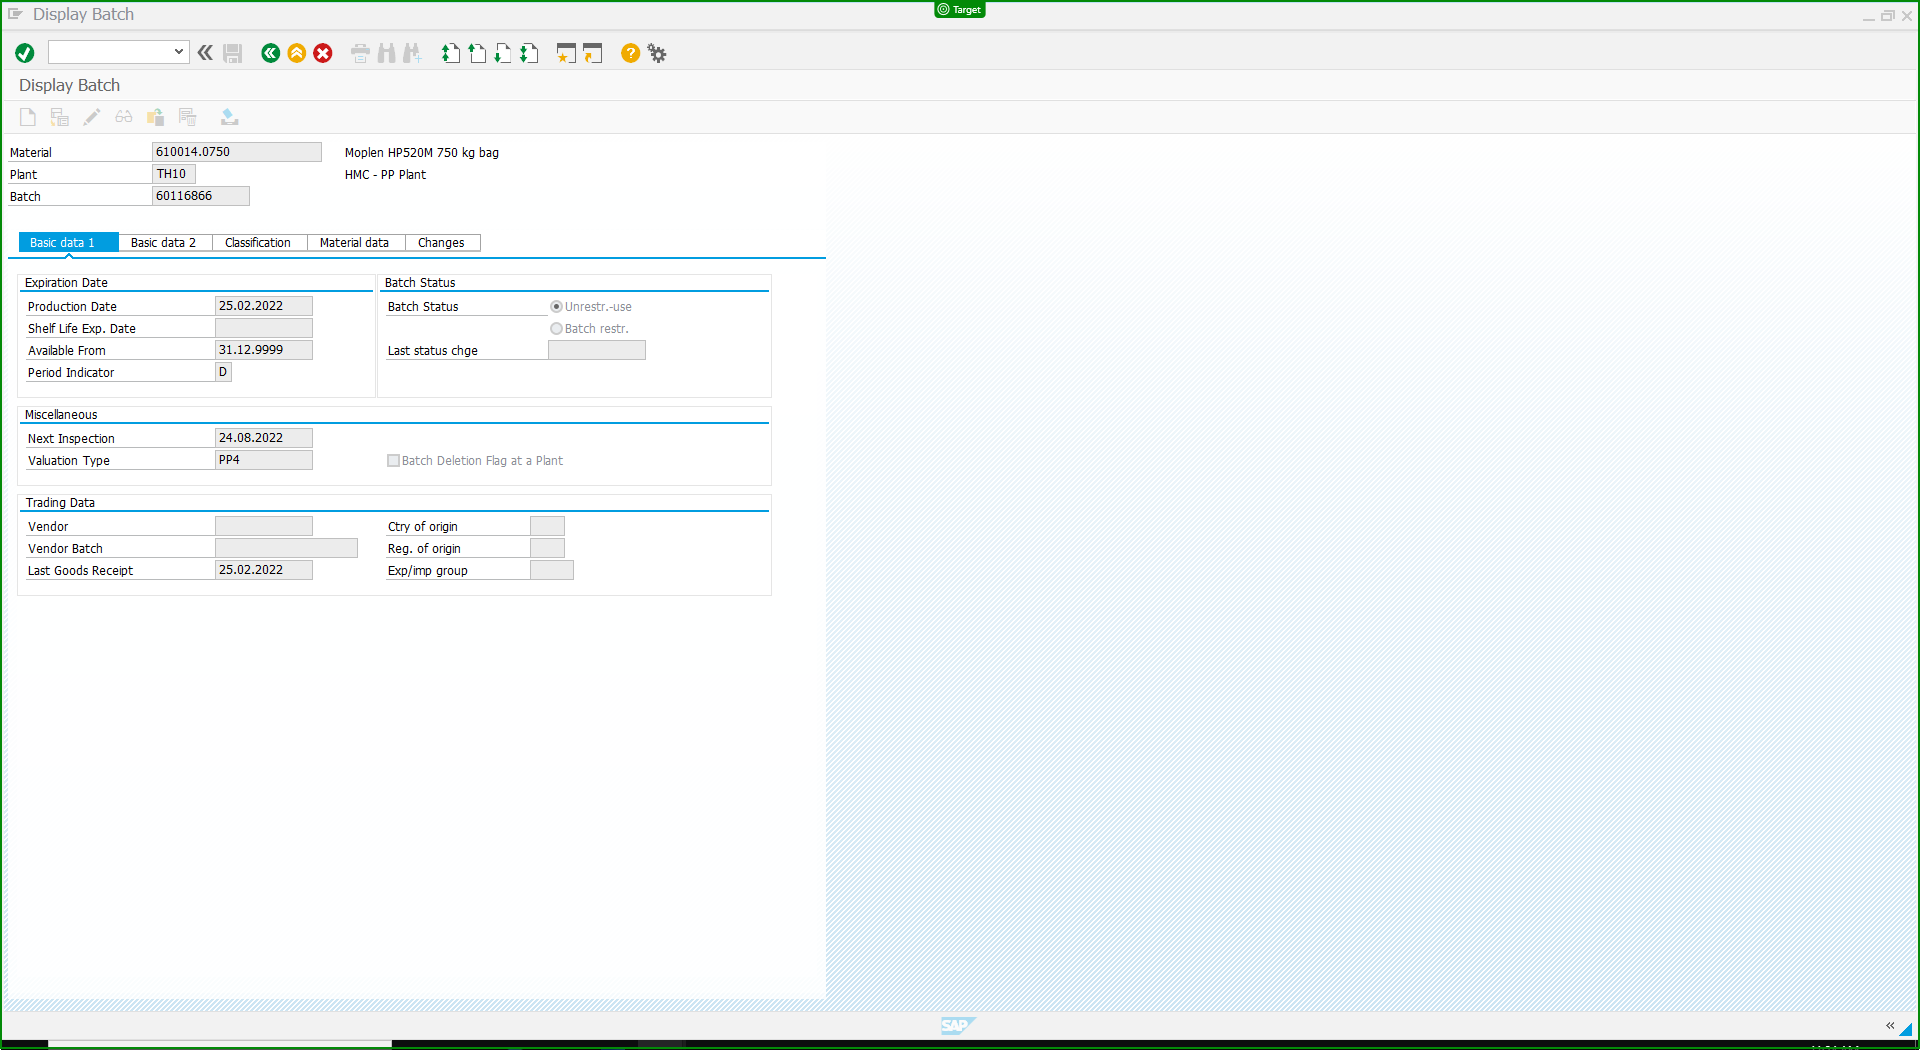 Display Batch
Target
Display Batch
Material 610014.0750 Moplen HP520M 750 kg bag
Plant TH10 HMC - PP Plant
Batch 60116866
Basic data 1 Basic data 2 Classification Material data Changes
Expiration Date
Production Date 25.02.2022
Shelf Life Exp. Date
Available From 31.12.9999
Period Indicator D
Batch Status
Batch Status Unrestr.-use
Batch restr.
Last status chge
Miscellaneous
Next Inspection 24.08.2022
Valuation Type PP4 Batch Deletion Flag at a Plant
Trading Data
Vendor Ctry of origin
Vendor Batch Reg. of origin
Last Goods Receipt 25.02.2022 Exp/imp group
SAP